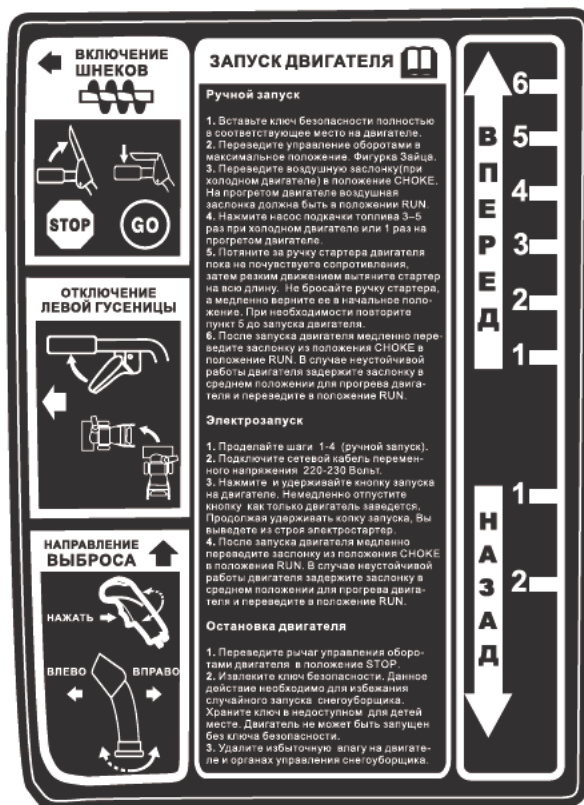 ВКЛЮЧЕНИЕ
ШНЕКОВ
STOP
GO
ОТКЛЮЧЕНИЕ
ЛЕВОЙ ГУСЕНИЦЫ
НАПРАВЛЕНИЕ
ВЫБРОСА
НАЖАТЬ
ВЛЕВО
ВПРАВО
ЗАПУСК ДВИГАТЕЛЯ
Ручной запуск
1. Вставьте ключ безопасности полностью
в соответствующее место на двигателе.
2. Переведите управление оборотами в
максимальное положение. Фигурка Зайца.
3. Переведите воздушную заслонку(при
холодном двигателе) в положение CHOKE.
На прогретом двигателе воздушная
заслонка должна быть в положении RUN.
4. Нажмите насос подкачки топлива 3–5
раз при холодном двигателе или 1 раз на
прогретом двигателе.
5. Потяните за ручку стартера двигателя
пока не почувствуете сопротивления,
затем резким движением вытяните стартер
на всю длину. Не бросайте ручку стартера,
а медленно верните ее в начальное поло-
жение. При необходимости повторите
пункт 5 до запуска двигателя.
6. После запуска двигателя медленно пере-
ведите заслонку из положения CHOKE в
положение RUN. В случае неустойчивой
работы двигателя задержите заслонку в
среднем положении для прогрева двига-
теля и переведите в положение RUN.
Электрозапуск
1. Проделайте шаги 1-4 (ручной запуск).
2. Подключите сетевой кабель перемен-
ного напряжения 220-230 Вольт.
3. Нажмите и удерживайте кнопку запуска
на двигателе. Немедленно отпустите
кнопку как только двигатель заведется.
Продолжая удерживать копку запуска, Вы
выведете из строя электростартер.
4. После запуска двигателя медленно
переведите заслонку из положения CHOKE
в положение RUN. В случае неустойчивой
работы двигателя задержите заслонку в
среднем положении для прогрева двига-
теля и переведите в положение RUN.
Остановка двигателя
1. Переведите рычаг управления оборо-
тами двигателя в положение STOP.
2. Извлеките ключ безопасности. Данное
действие необходимо для избежания
случайного запуска снегоуборщика.
Храните ключ в недоступном для детей
месте. Двигатель не может быть запущен
без ключа безопасности.
3. Удалите избыточную влагу на двигате-
ле и органах управления снегоуборщика.
ВПЕРЕД
6
5
4
3
2
1
НАЗАД
1
2